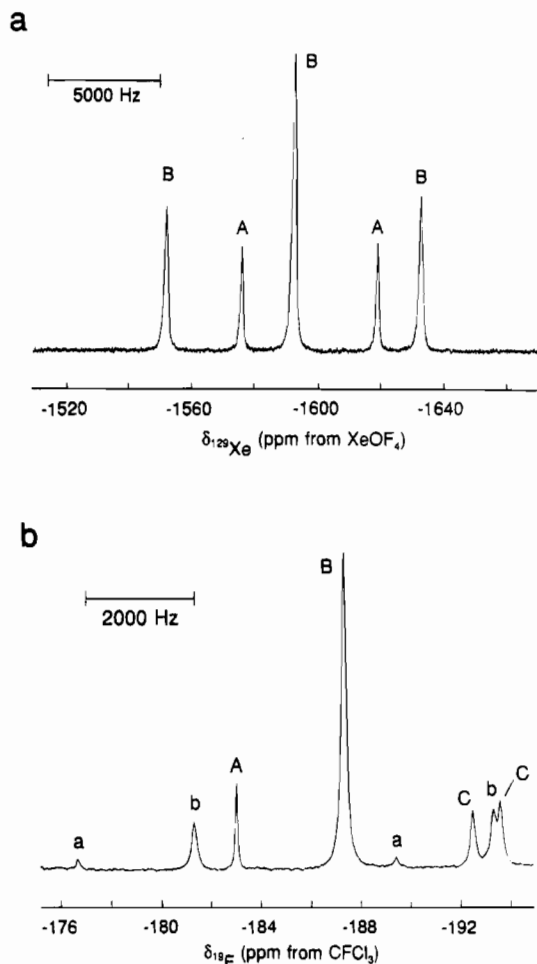 a
B
5000 Hz
B
B
A
A
-1520 -1560 -1600 -1640
δ129Xe (ppm from XeOF4)
b
B
2000 Hz
A
C
b
C
b
a
a
-176 -180 -184 -188 -192
δ19F (ppm from CFCl3)